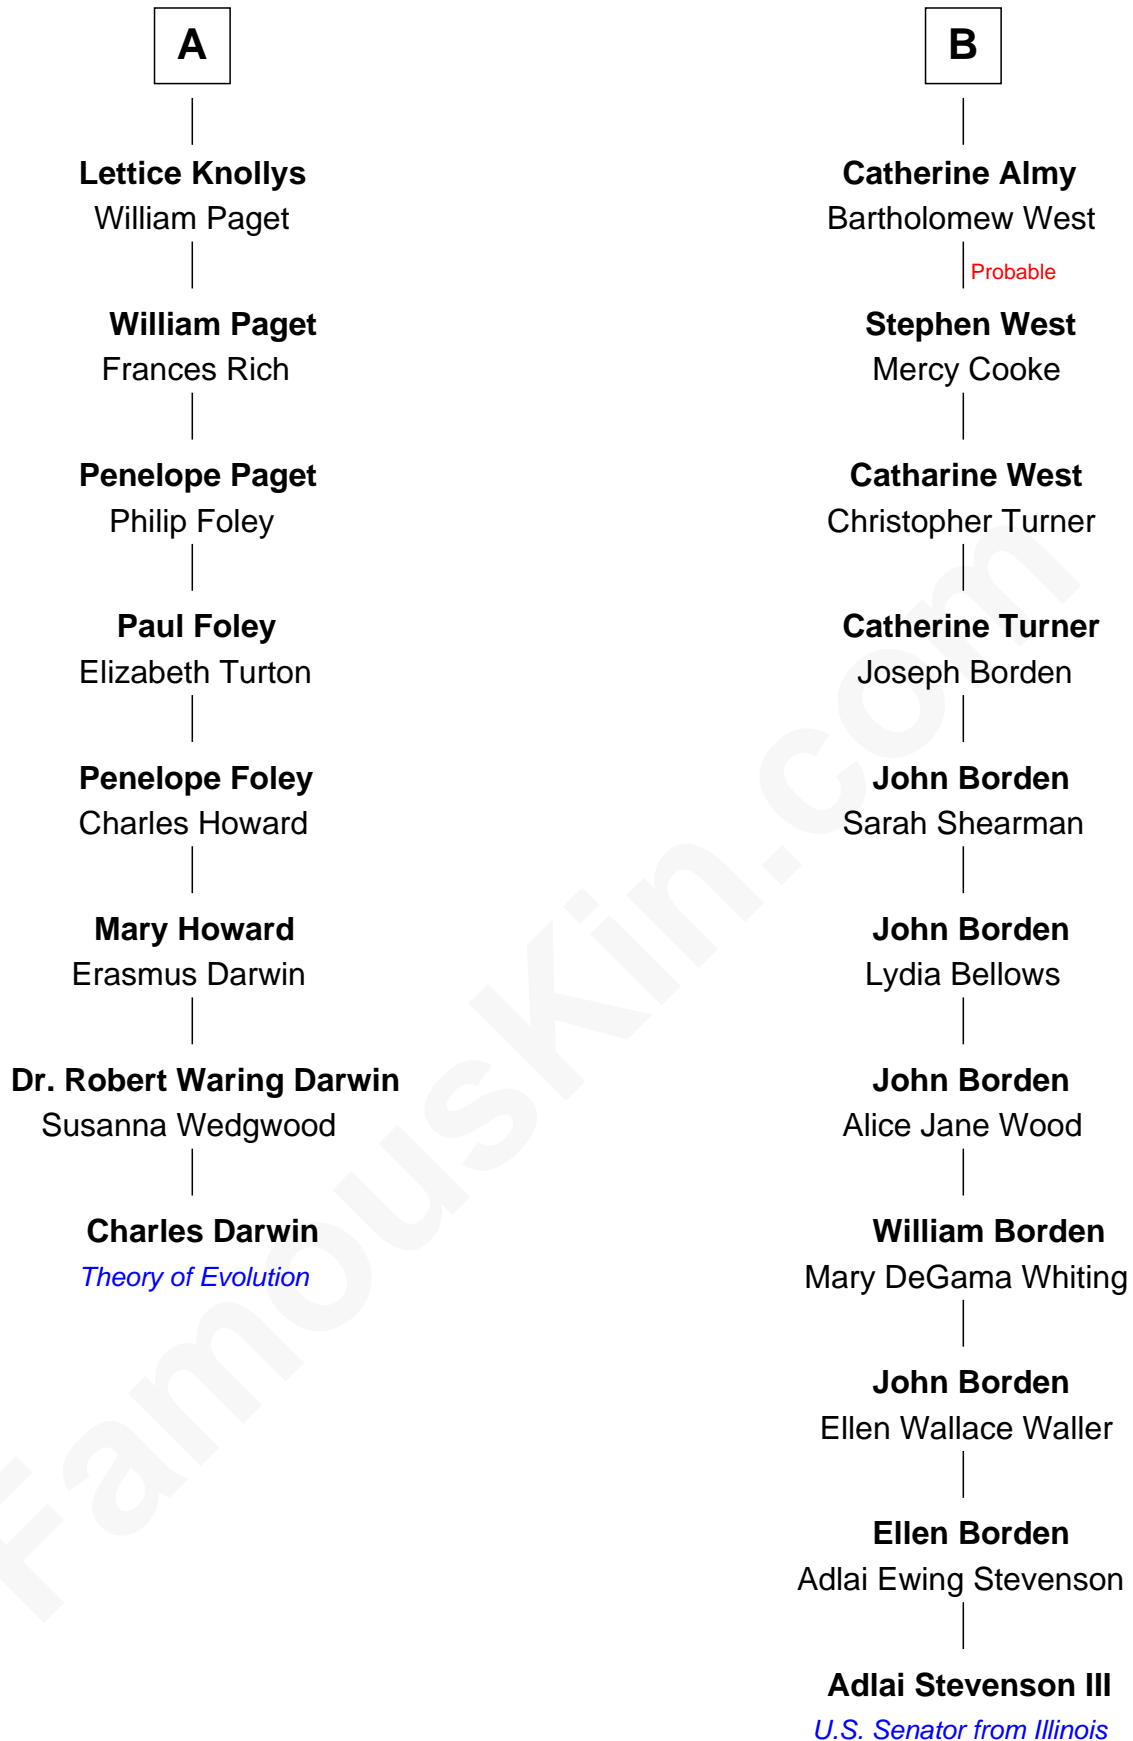 A
Lettice Knollys
William Paget
William Paget
Frances Rich
Penelope Paget
Philip Foley
Paul Foley
Elizabeth Turton
Penelope Foley
Charles Howard
Mary Howard
Erasmus Darwin
Dr. Robert Waring Darwin
Susanna Wedgwood
Charles Darwin
Theory of Evolution
B
Catherine Almy
Bartholomew West
Probable
Stephen West
Mercy Cooke
Catharine West
Christopher Turner
Catherine Turner
Joseph Borden
John Borden
Sarah Shearman
John Borden
Lydia Bellows
John Borden
Alice Jane Wood
William Borden
Mary DeGama Whiting
John Borden
Ellen Wallace Waller
Ellen Borden
Adlai Ewing Stevenson
Adlai Stevenson III
U.S. Senator from Illinois
FamousKin.com